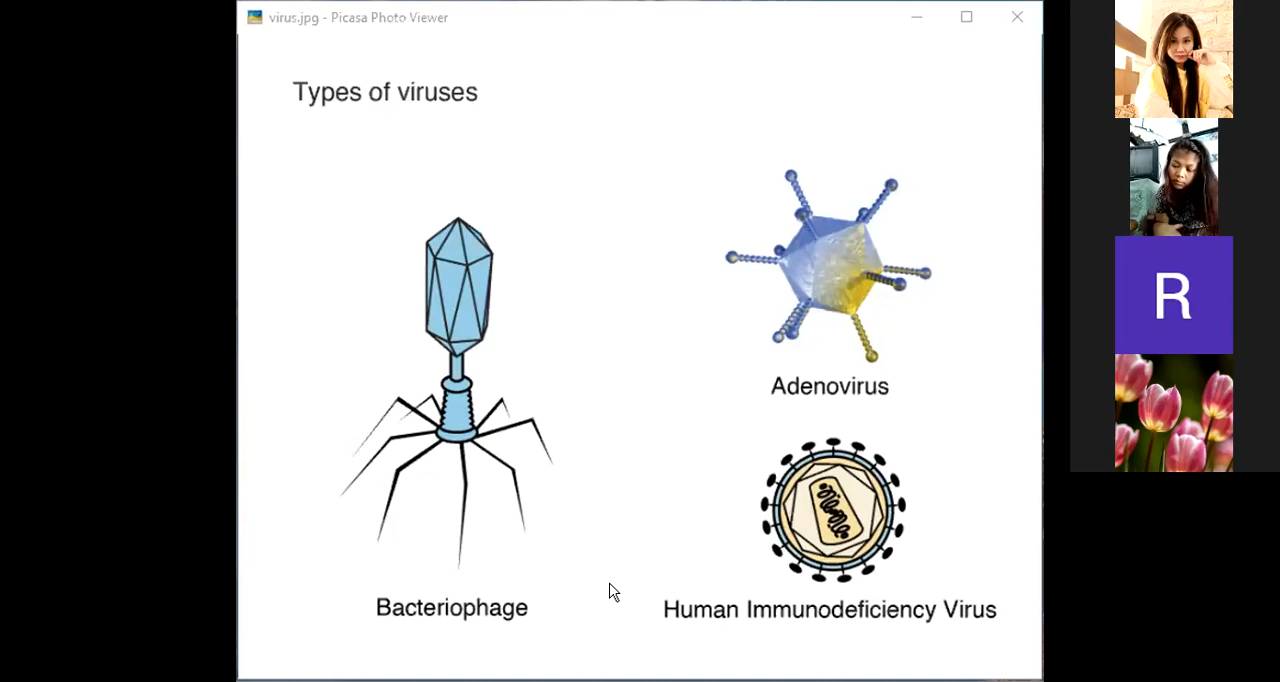 virus.jpg - Picasa Photo Viewer
Types of viruses
Adenovirus
Bacteriophage
Human Immunodeficiency Virus
R